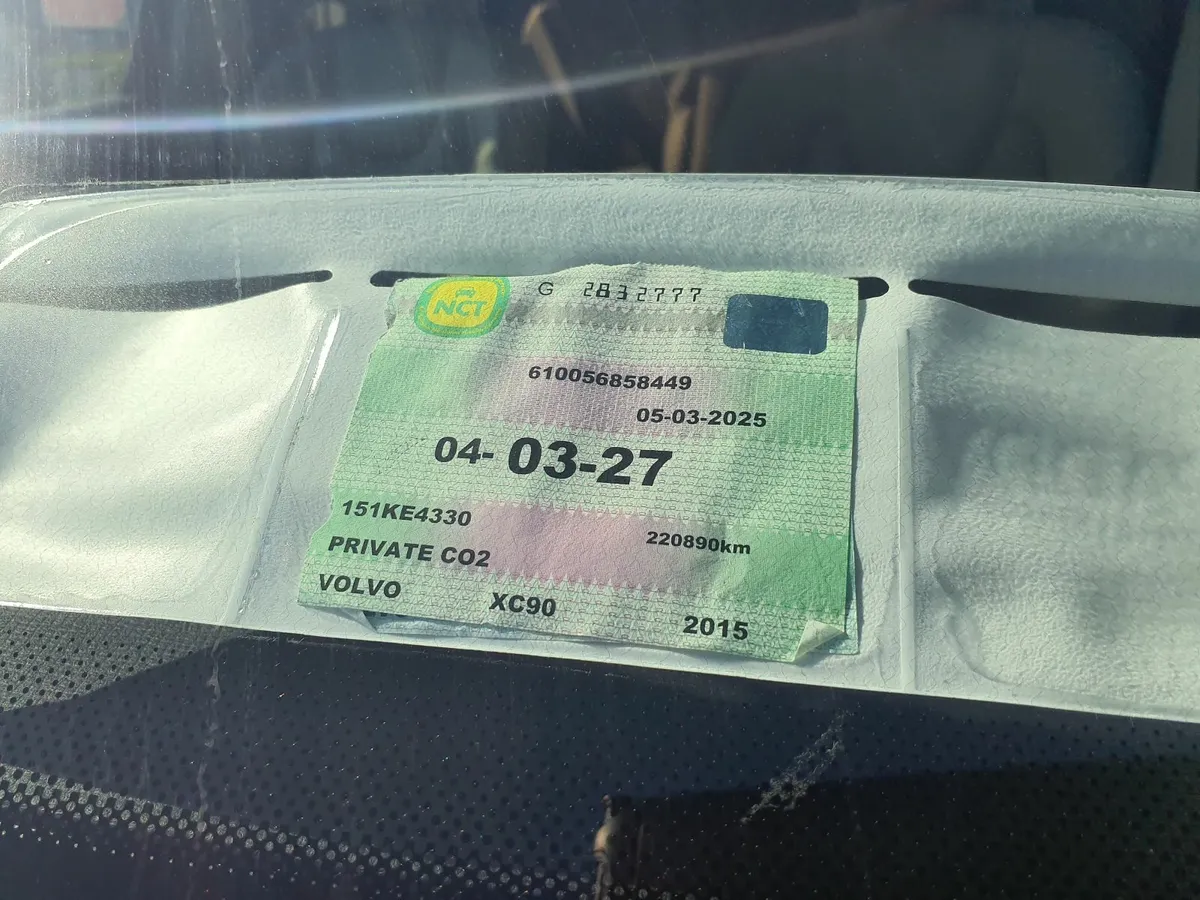 NCT G 2832777
610056858449
05-03-2025
04-03-27
151KE4330 220890km
PRIVATE CO2
VOLVO XC90 2015